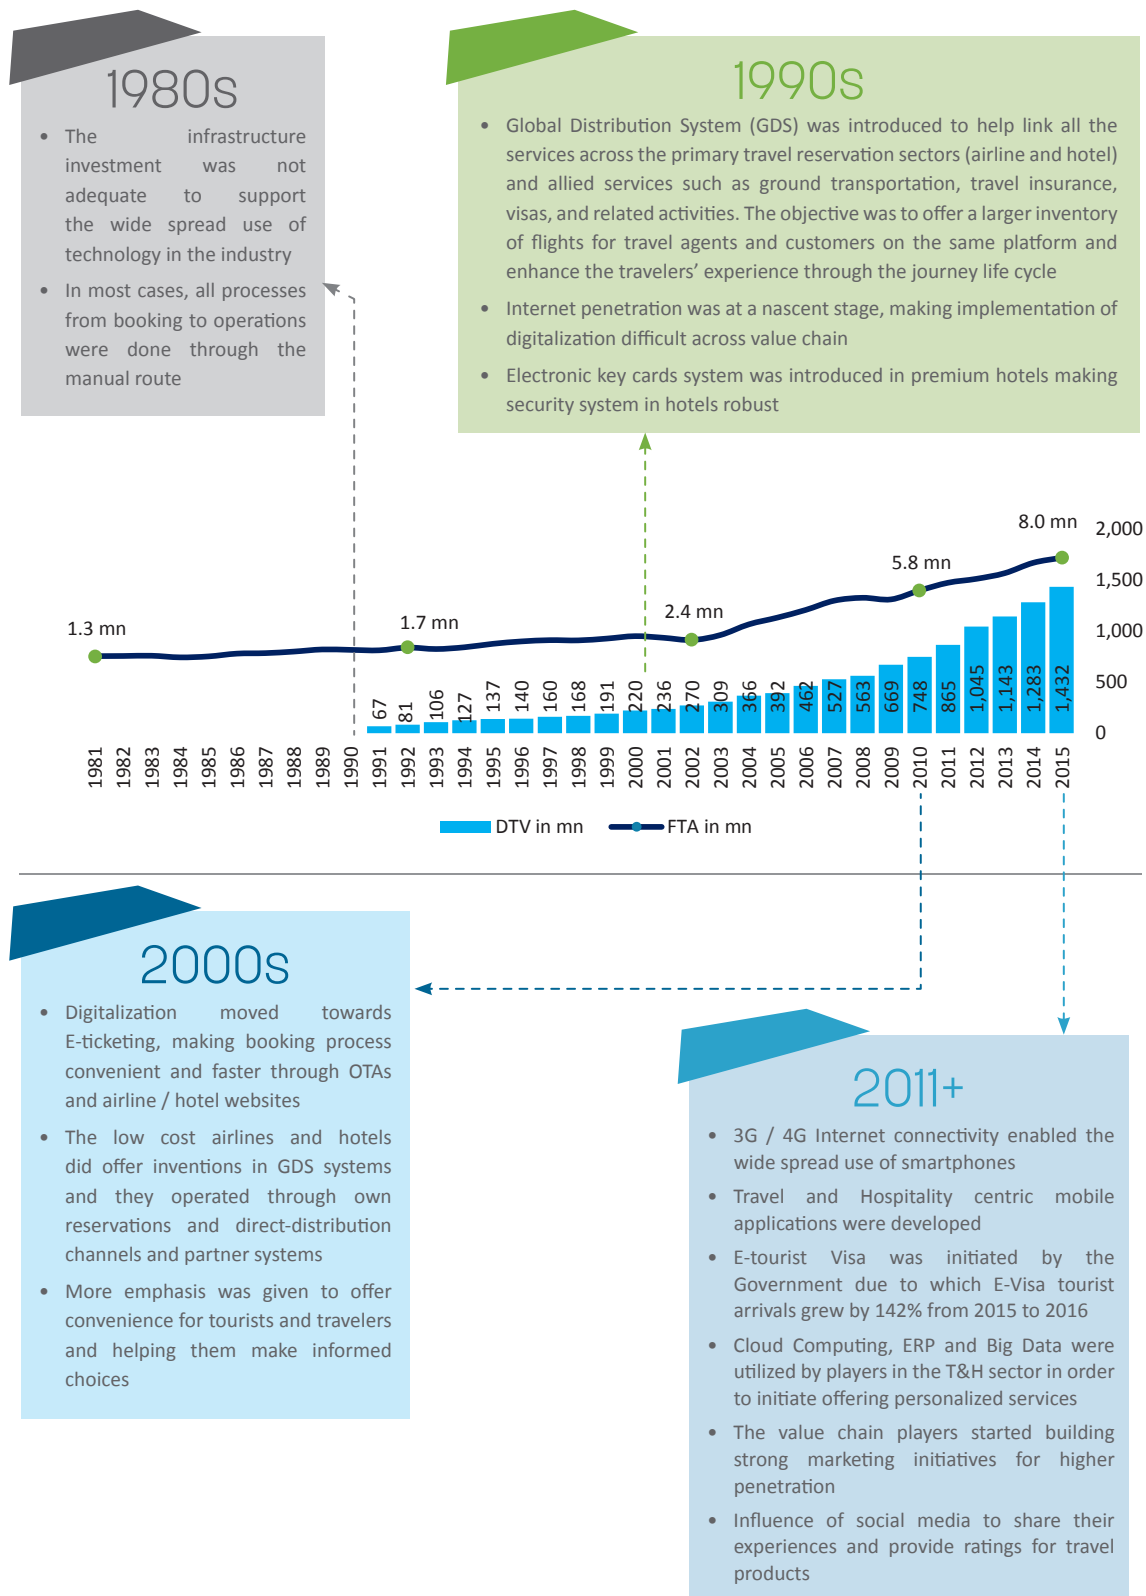 1980s
• The infrastructure
investment was not
adequate to support
the wide spread use of
technology in the industry
• In most cases, all processes
from booking to operations
were done through the
manual route
1990s
• Global Distribution System (GDS) was introduced to help link all the
services across the primary travel reservation sectors (airline and hotel)
and allied services such as ground transportation, travel insurance,
visas, and related activities. The objective was to offer a larger inventory
of flights for travel agents and customers on the same platform and
enhance the travelers’ experience through the journey life cycle
• Internet penetration was at a nascent stage, making implementation of
digitalization difficult across value chain
• Electronic key cards system was introduced in premium hotels making
security system in hotels robust
1.3 mn
1.7 mn
2.4 mn
5.8 mn
8.0 mn
2,000
1,500
1,000
500
0
67
81
106
127
137
140
160
168
191
220
236
270
309
366
392
462
527
563
669
748
865
1,045
1,143
1,283
1,432
1981
1982
1983
1984
1985
1986
1987
1988
1989
1990
1991
1992
1993
1994
1995
1996
1997
1998
1999
2000
2001
2002
2003
2004
2005
2006
2007
2008
2009
2010
2011
2012
2013
2014
2015
DTV in mn
FTA in mn
2000s
• Digitalization moved towards
E-ticketing, making booking process
convenient and faster through OTAs
and airline / hotel websites
• The low cost airlines and hotels
did offer inventions in GDS systems
and they operated through own
reservations and direct-distribution
channels and partner systems
• More emphasis was given to offer
convenience for tourists and travelers
and helping them make informed
choices
2011+
• 3G / 4G Internet connectivity enabled the
wide spread use of smartphones
• Travel and Hospitality centric mobile
applications were developed
• E-tourist Visa was initiated by the
Government due to which E-Visa tourist
arrivals grew by 142% from 2015 to 2016
• Cloud Computing, ERP and Big Data were
utilized by players in the T&H sector in order
to initiate offering personalized services
• The value chain players started building
strong marketing initiatives for higher
penetration
• Influence of social media to share their
experiences and provide ratings for travel
products